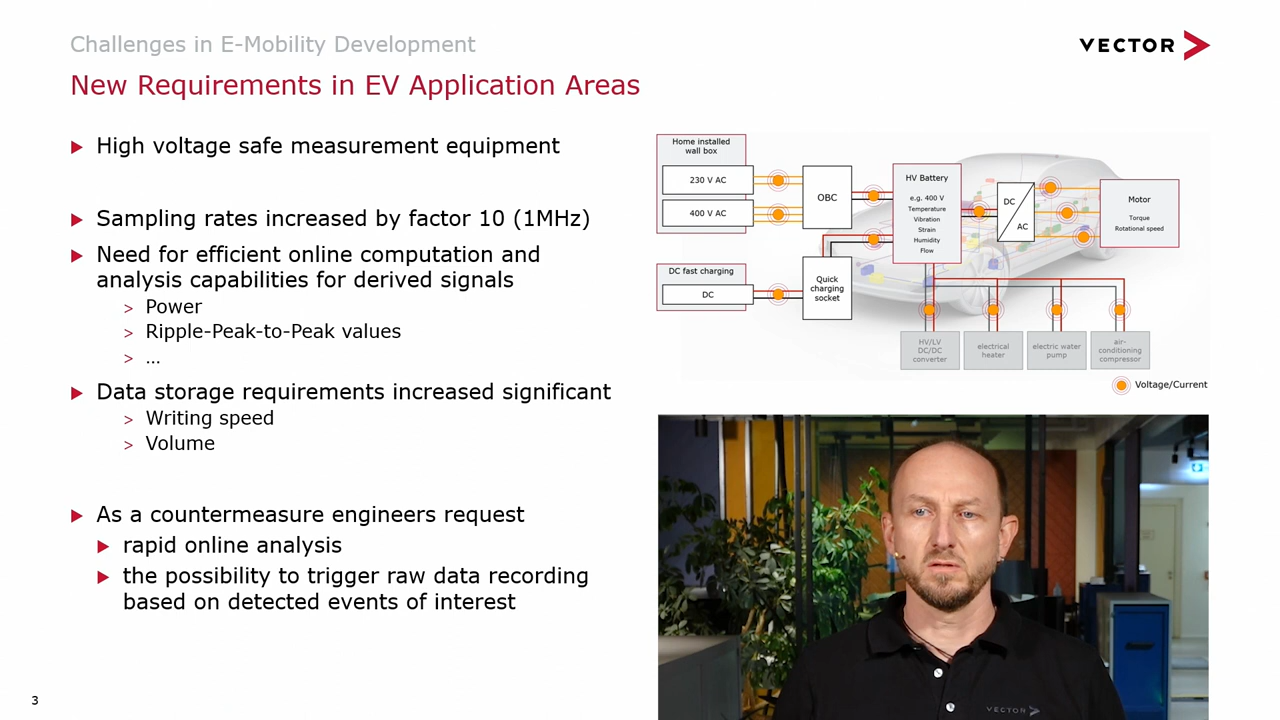 Challenges in E-Mobility Development
VECTOR
New Requirements in EV Application Areas
High voltage safe measurement equipment
Sampling rates increased by factor 10 (1MHz)
Need for efficient online computation and
analysis capabilities for derived signals
> Power
> Ripple-Peak-to-Peak values
> …
Data storage requirements increased significant
> Writing speed
> Volume
As a countermeasure engineers request
rapid online analysis
the possibility to trigger raw data recording
based on detected events of interest
3
Home installed
wall box
230 V AC
400 V AC
OBC
HV Battery
e.g. 400 V
Temperature
Vibration
Strain
Humidity
Flow
DC
AC
Motor
Torque
Rotational speed
DC fast charging
DC
Quick
charging
socket
HV/LV
DC/DC
converter
electrical
heater
electric water
pump
air-
conditioning
compressor
Voltage/Current
VECTOR